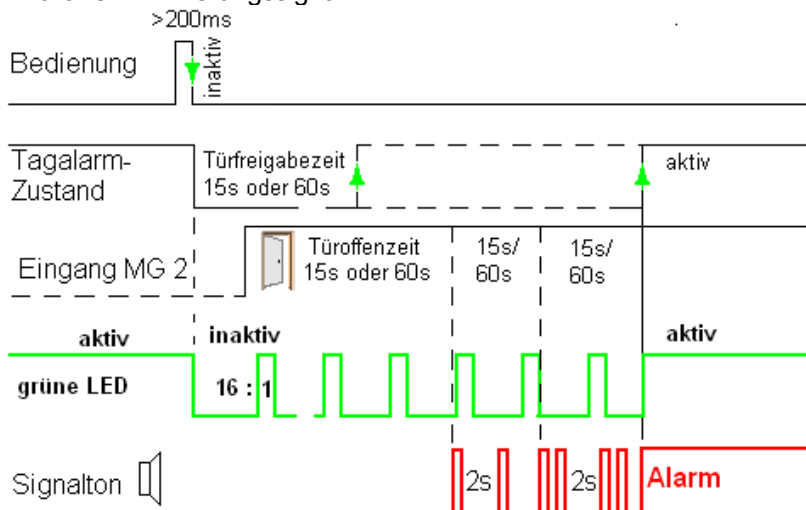 >200ms
Bedienung
inaktiv
Tagalarm-
Zustand
Türfreigabezeit
15s oder 60s
aktiv
Eingang MG 2
Türoffenzeit
15s oder 60s
15s/
60s
15s/
60s
aktiv
inaktiv
aktiv
grüne LED
16 : 1
Signalton
2s
2s
Alarm